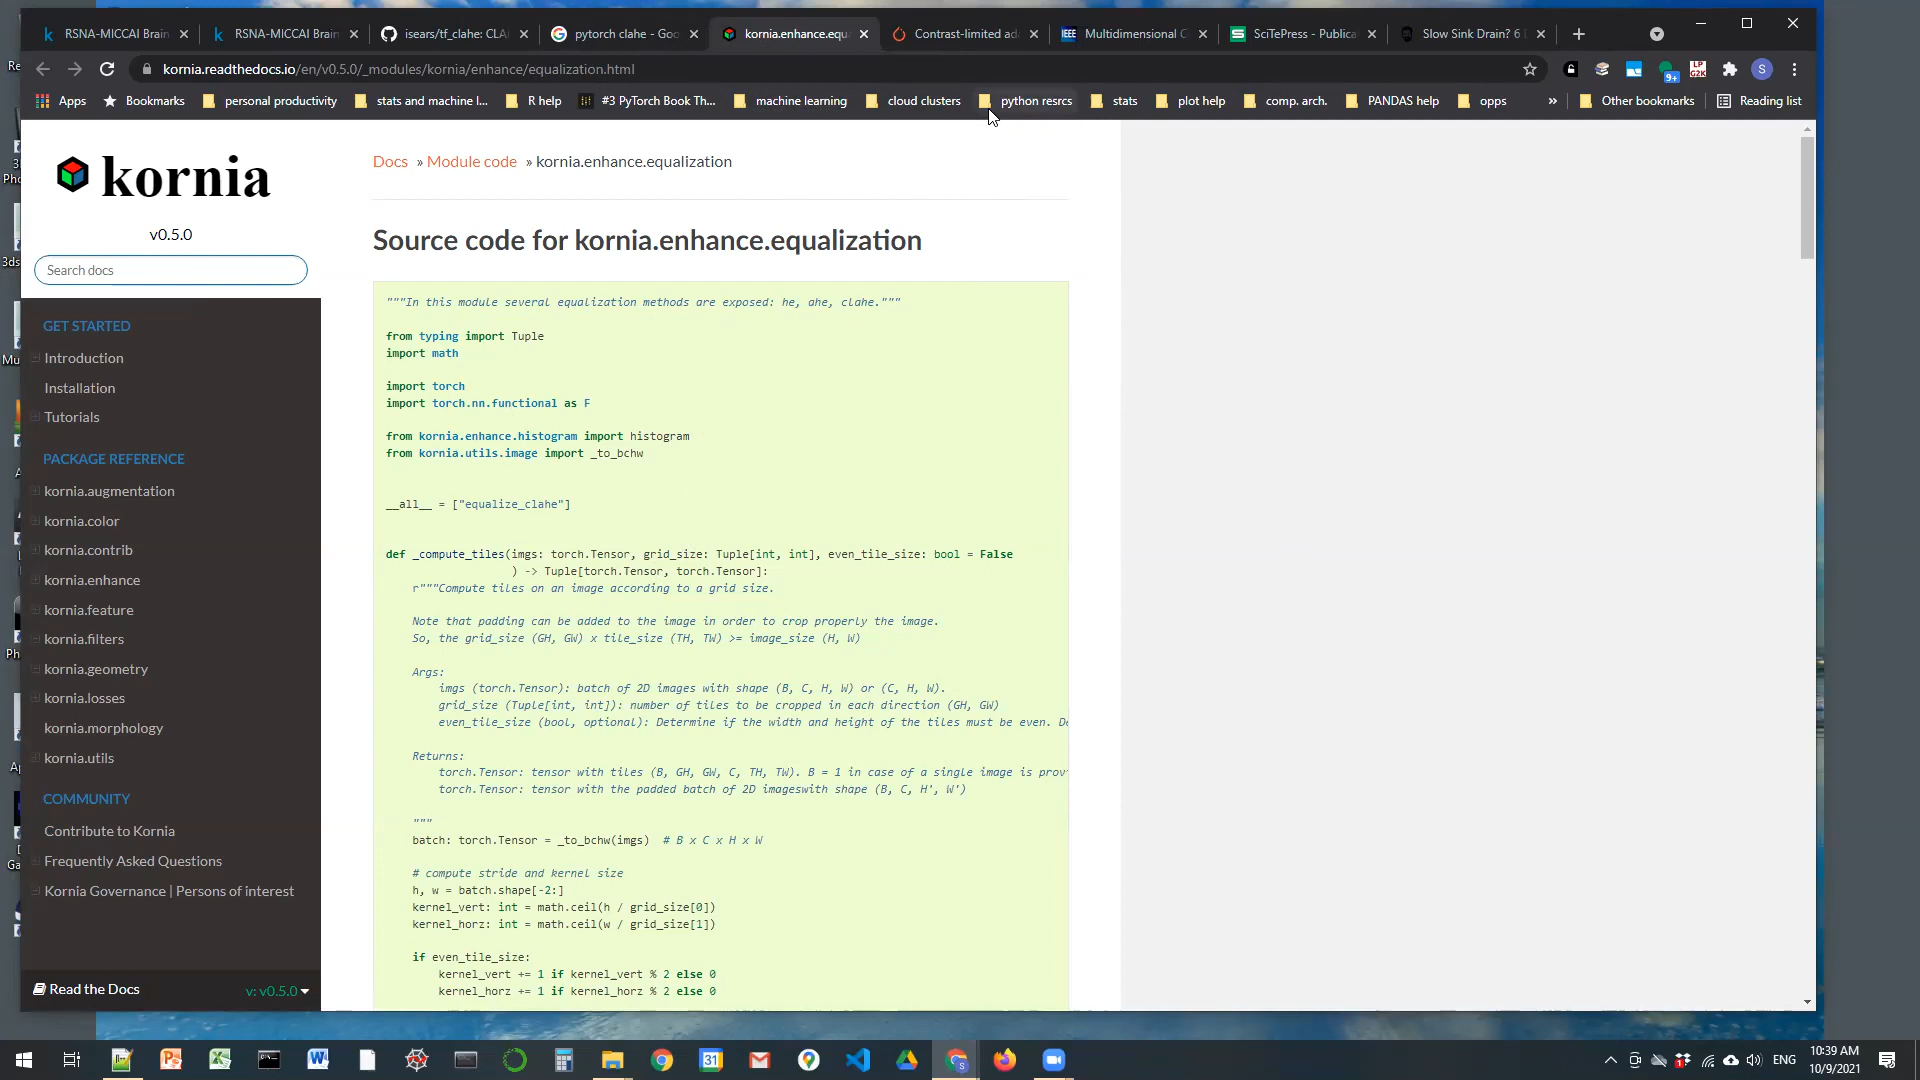 RSNA-MICCAI Brain
RSNA-MICCAI Brain
isears/tf_clahe: CLA
pytorch clahe - Goo
kornia.enhance.equa
Contrast-limited ad
Multidimensional C
SciTePress - Publica
Slow Sink Drain? 6
kornia.readthedocs.io/en/v0.5.0/_modules/kornia/enhance/equalization.html
9+
LP
G2K
S
Apps
Bookmarks
personal productivity
stats and machine l...
R help
#3 PyTorch Book Th...
machine learning
cloud clusters
python resrcs
stats
plot help
comp. arch.
PANDAS help
opps
»
Other bookmarks
Reading list
kornia
v0.5.0
Search docs
GET STARTED
Introduction
Installation
Tutorials
PACKAGE REFERENCE
kornia.augmentation
kornia.color
kornia.contrib
kornia.enhance
kornia.feature
kornia.filters
kornia.geometry
kornia.losses
kornia.morphology
kornia.utils
COMMUNITY
Contribute to Kornia
Frequently Asked Questions
Kornia Governance | Persons of interest
Read the Docs
v: v0.5.0
Docs » Module code » kornia.enhance.equalization
Source code for kornia.enhance.equalization
"""In this module several equalization methods are exposed: he, ahe, clahe."""
from typing import Tuple
import math
import torch
import torch.nn.functional as F
from kornia.enhance.histogram import histogram
from kornia.utils.image import _to_bchw
__all__ = ["equalize_clahe"]
def _compute_tiles(imgs: torch.Tensor, grid_size: Tuple[int, int], even_tile_size: bool = False
) -> Tuple[torch.Tensor, torch.Tensor]:
r"""Compute tiles on an image according to a grid size.
Note that padding can be added to the image in order to crop properly the image.
So, the grid_size (GH, GW) x tile_size (TH, TW) >= image_size (H, W)
Args:
imgs (torch.Tensor): batch of 2D images with shape (B, C, H, W) or (C, H, W).
grid_size (Tuple[int, int]): number of tiles to be cropped in each direction (GH, GW)
even_tile_size (bool, optional): Determine if the width and height of the tiles must be even. De
Returns:
torch.Tensor: tensor with tiles (B, GH, GW, C, TH, TW). B = 1 in case of a single image is prov
torch.Tensor: tensor with the padded batch of 2D imageswith shape (B, C, H', W')
"""
batch: torch.Tensor = _to_bchw(imgs)  # B x C x H x W
# compute stride and kernel size
h, w = batch.shape[-2:]
kernel_vert: int = math.ceil(h / grid_size[0])
kernel_horz: int = math.ceil(w / grid_size[1])
if even_tile_size:
kernel_vert += 1 if kernel_vert % 2 else 0
kernel_horz += 1 if kernel_horz % 2 else 0
ENG
10:39 AM
10/9/2021